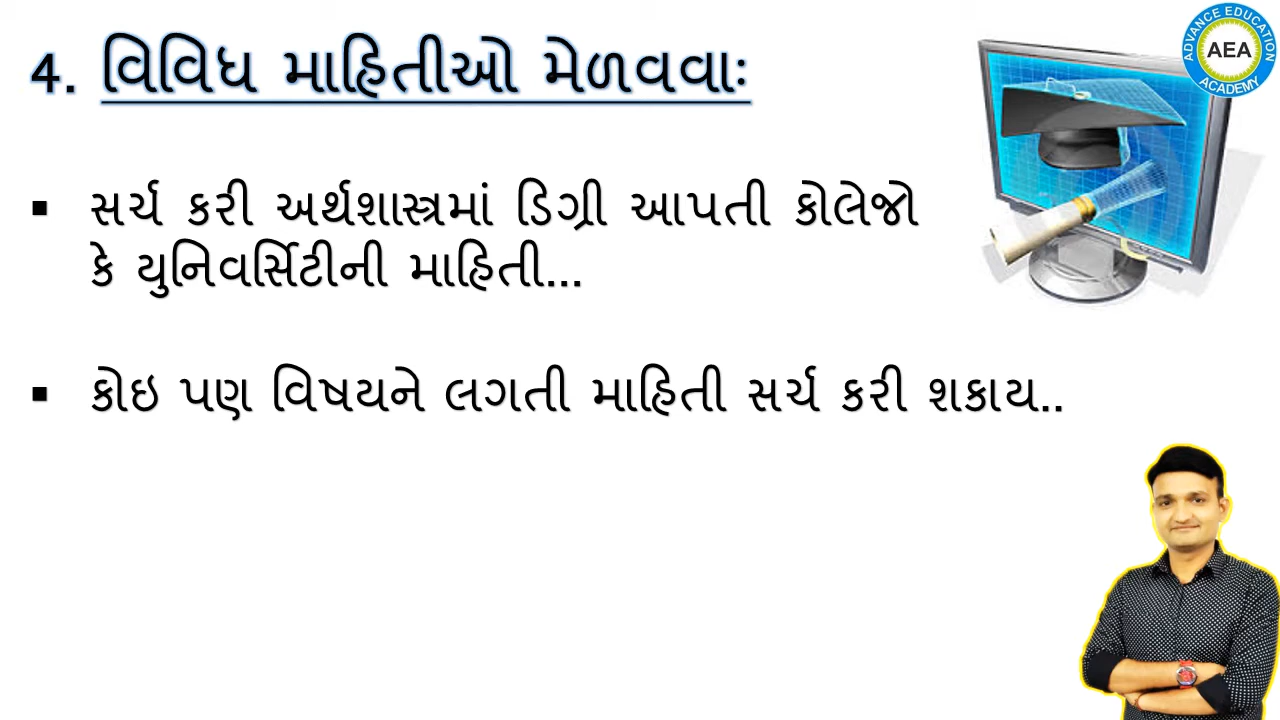 4. વિવિધ માહિતીઓ મેળવવાઃ
▪ સર્ચ કરી અર્થશાસ્ત્રમાં ડિગ્રી આપતી કોલેજો
કે યુનિવર્સિટીની માહિતી...
▪ કોઇ પણ વિષયને લગતી માહિતી સર્ચ કરી શકાય..
ADVANCE EDUCATION
AEA
ACADEMY